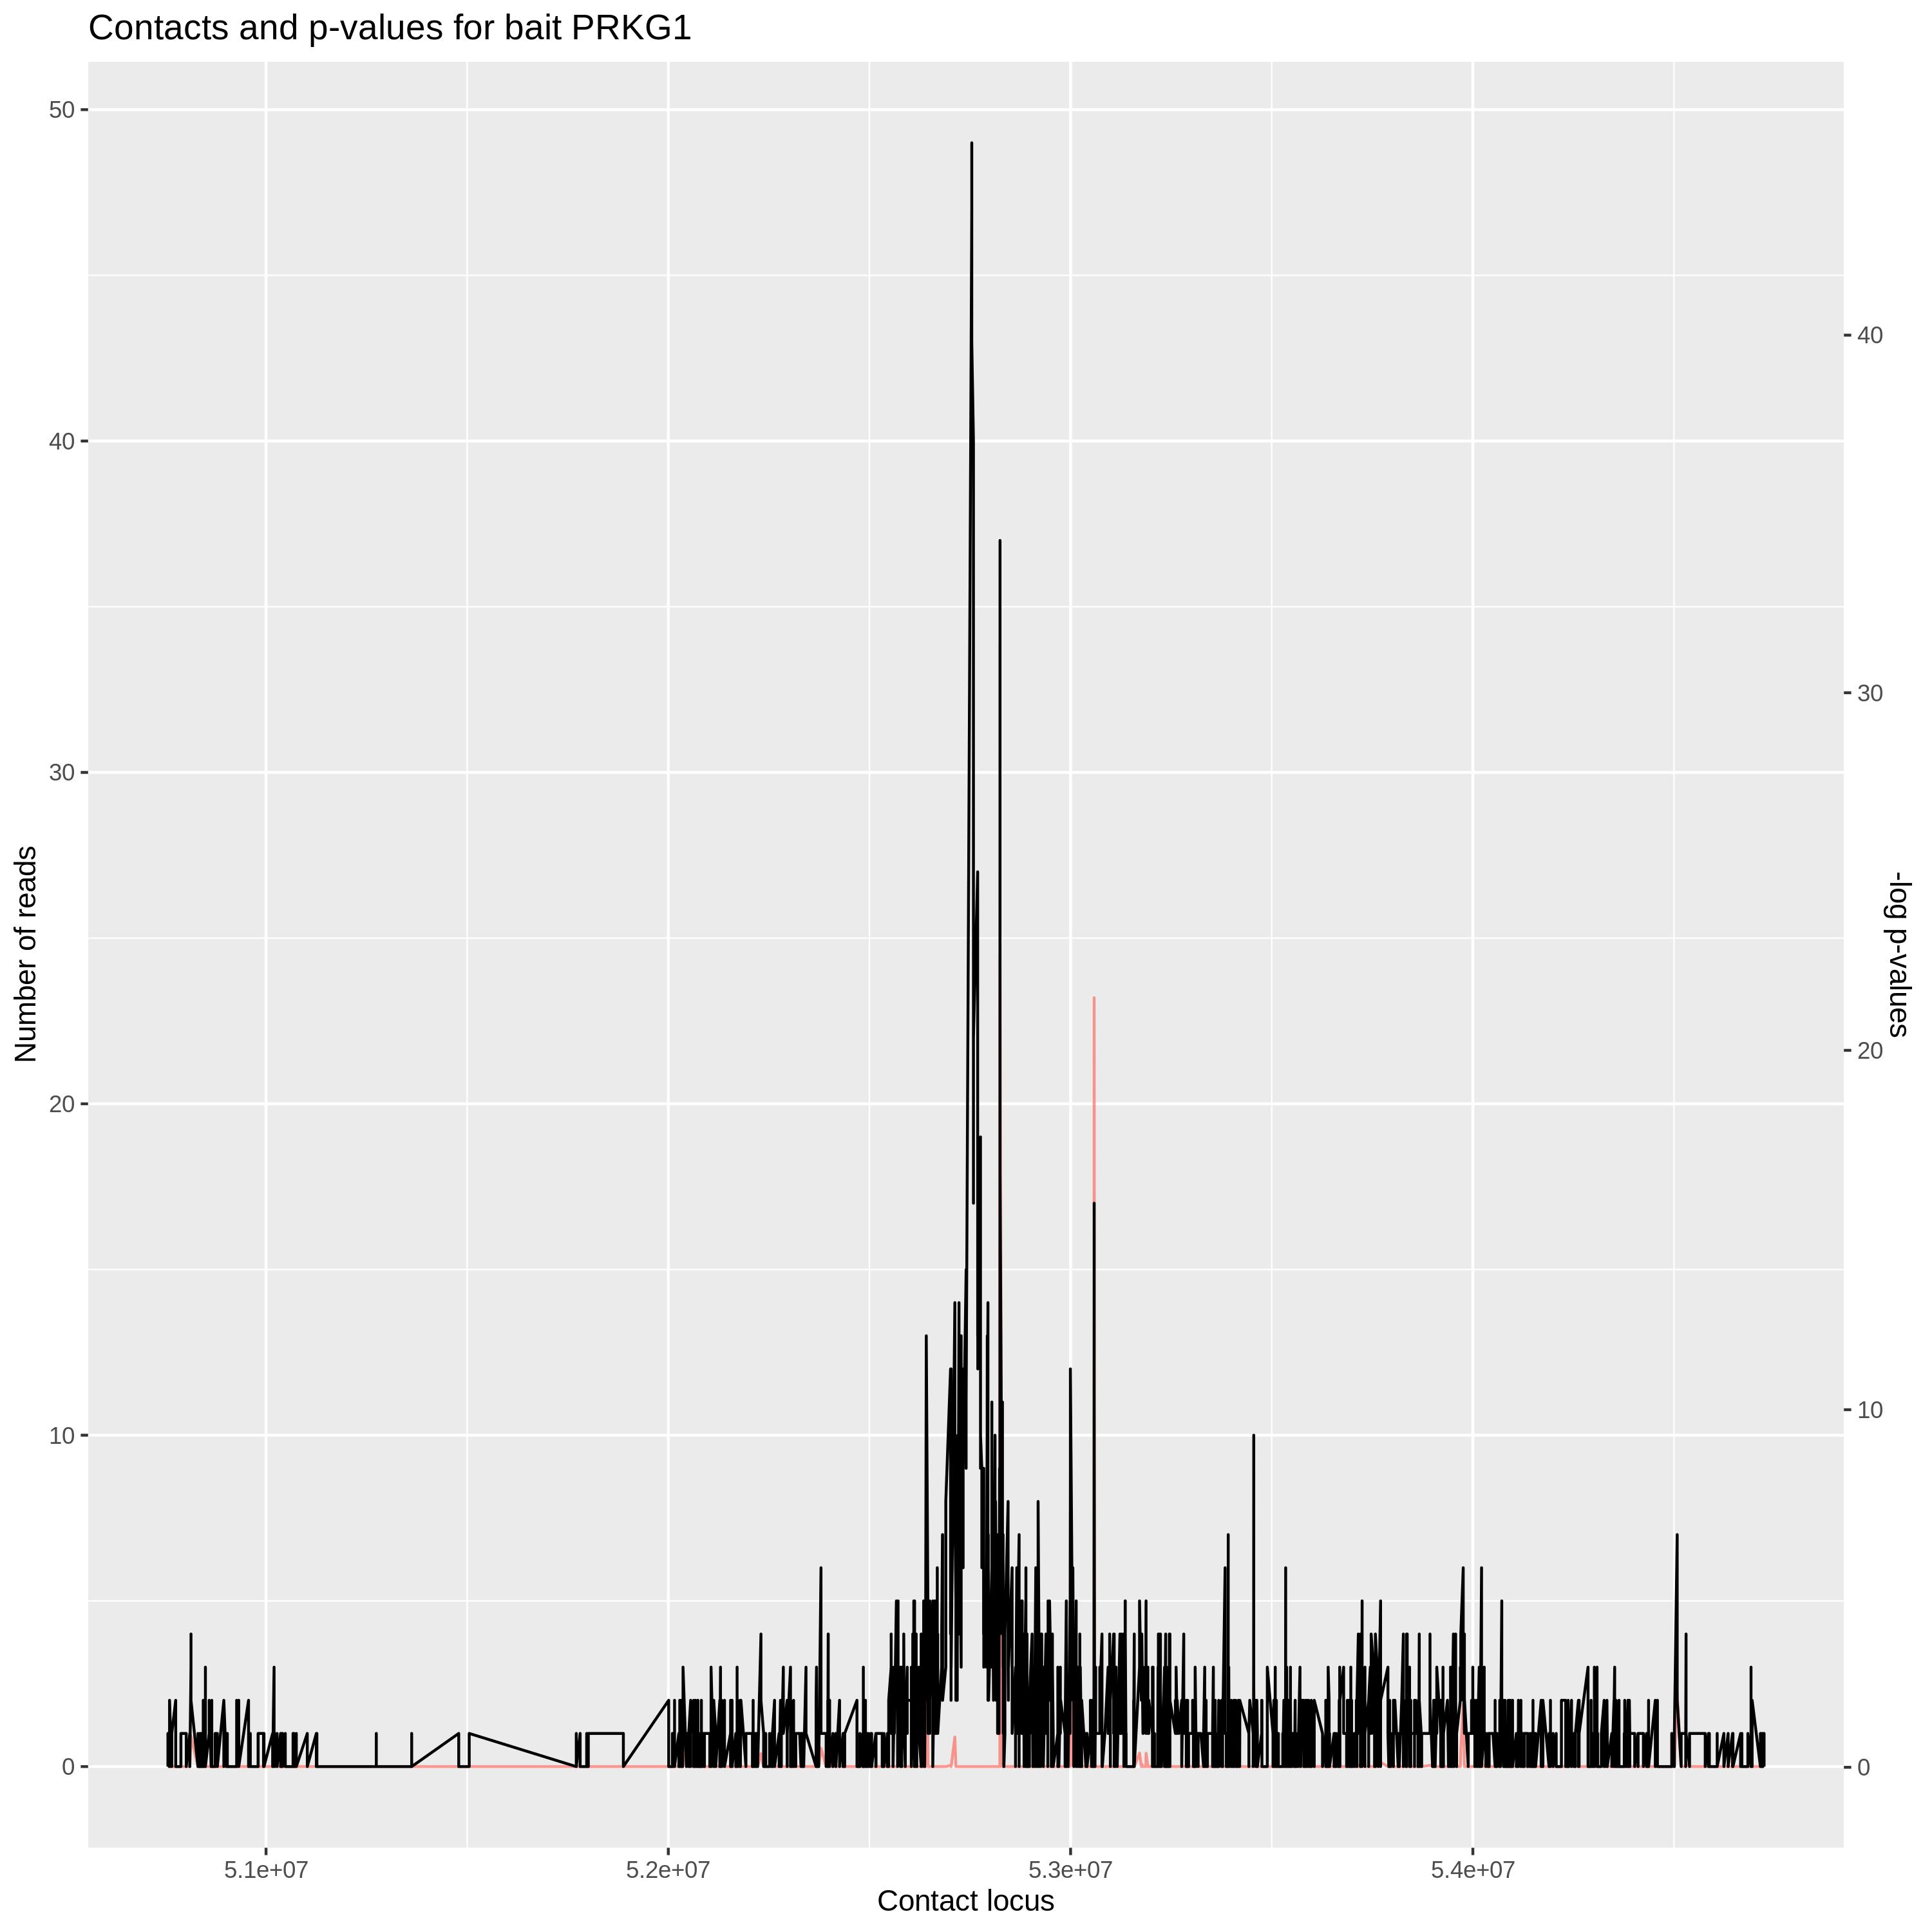 Contacts and p-values for bait PRKG1
50
40
30
20
10
0
Number of reads
40
30
20
10
0
-log p-values
5.1e+07
5.2e+07
5.3e+07
5.4e+07
Contact locus